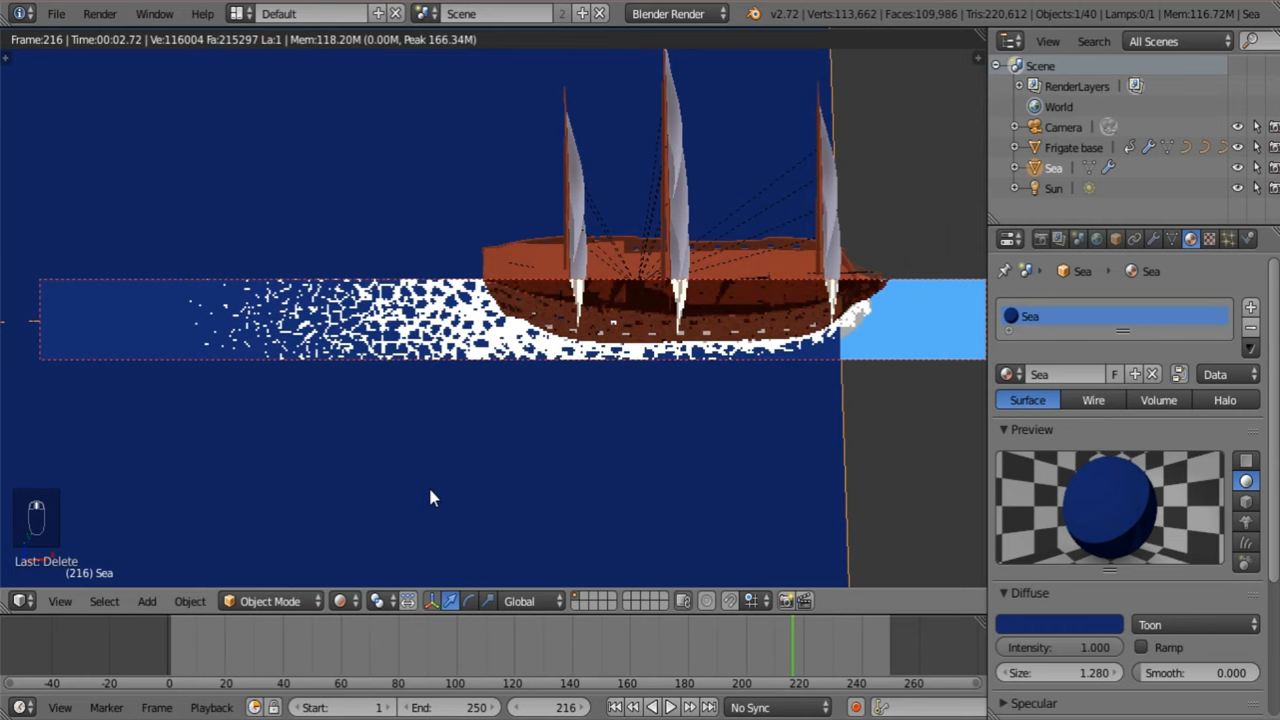 File Render Window Help Default Scene 2 Blender Render v2.72 | Verts:113,662 | Faces:109,986 | Tris:220,612 | Objects:1/40 | Lamps:0/1 | Mem:116.72M | Sea
Frame:216 | Time:00:02.72 | Ve:116004 Fa:215297 La:1 | Mem:118.20M (0.00M, Peak 166.34M)
View Search All Scenes
Scene
RenderLayers
World
Camera
Frigate base
Sea
Sun
Sea Sea
Sea
Sea F Data
Surface Wire Volume Halo
Preview
Last: Delete
(216) Sea
Diffuse
View Select Add Object Object Mode Global
Toon
Intensity: 1.000 Ramp
Size: 1.280 Smooth: 0.000
-40 -20 0 20 40 60 80 100 120 140 160 180 200 220 240 260
Specular
View Marker Frame Playback Start: 1 End: 250 216 No Sync